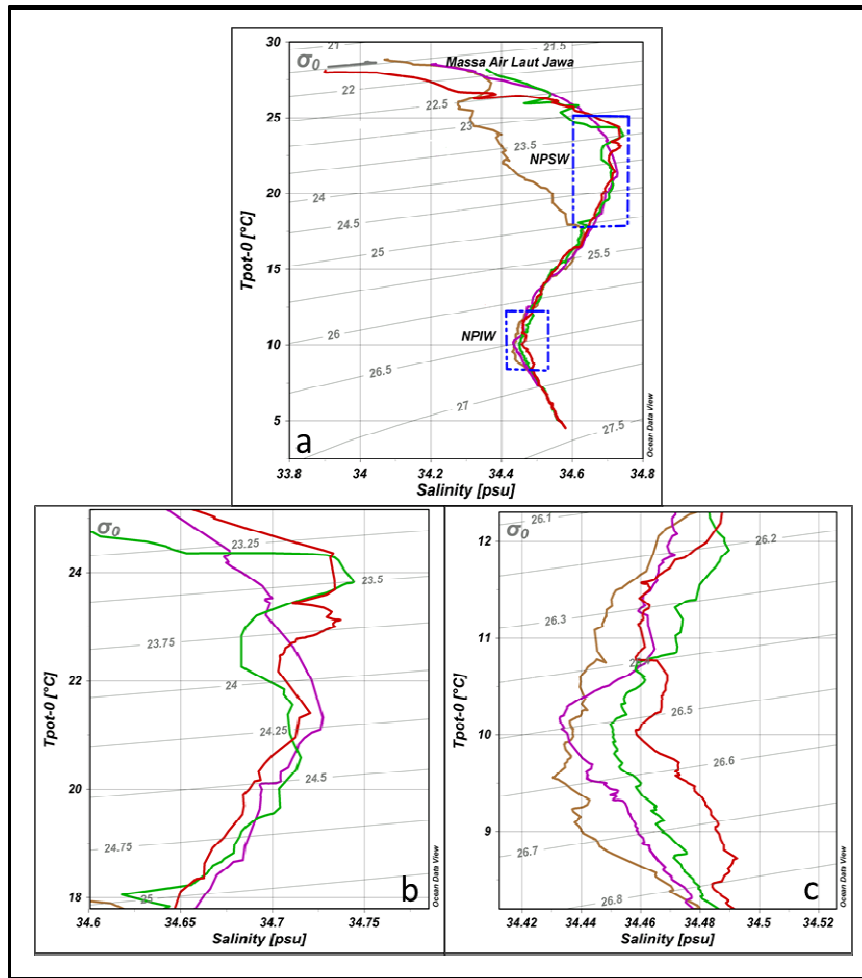 σ₀
Massa Air Laut Jawa
NPSW
NPIW
21
21.5
22
22.5
23
23.5
24
24.5
25
25.5
26
26.5
27
27.5
30
25
20
15
10
5
Tpot-0 [°C]
a
33.8 34 34.2 34.4 34.6 34.8
Salinity [psu]
Ocean Data View
σ₀
23.25
23.5
23.75
24
24.25
24.5
24.75
25
24
22
20
18
Tpot-0 [°C]
b
34.6 34.65 34.7 34.75
Salinity [psu]
Ocean Data View
σ₀
26.1
26.2
26.3
26.5
26.6
26.7
26.8
12
11
10
9
Tpot-0 [°C]
c
34.42 34.44 34.46 34.48 34.5 34.52
Salinity [psu]
Ocean Data View